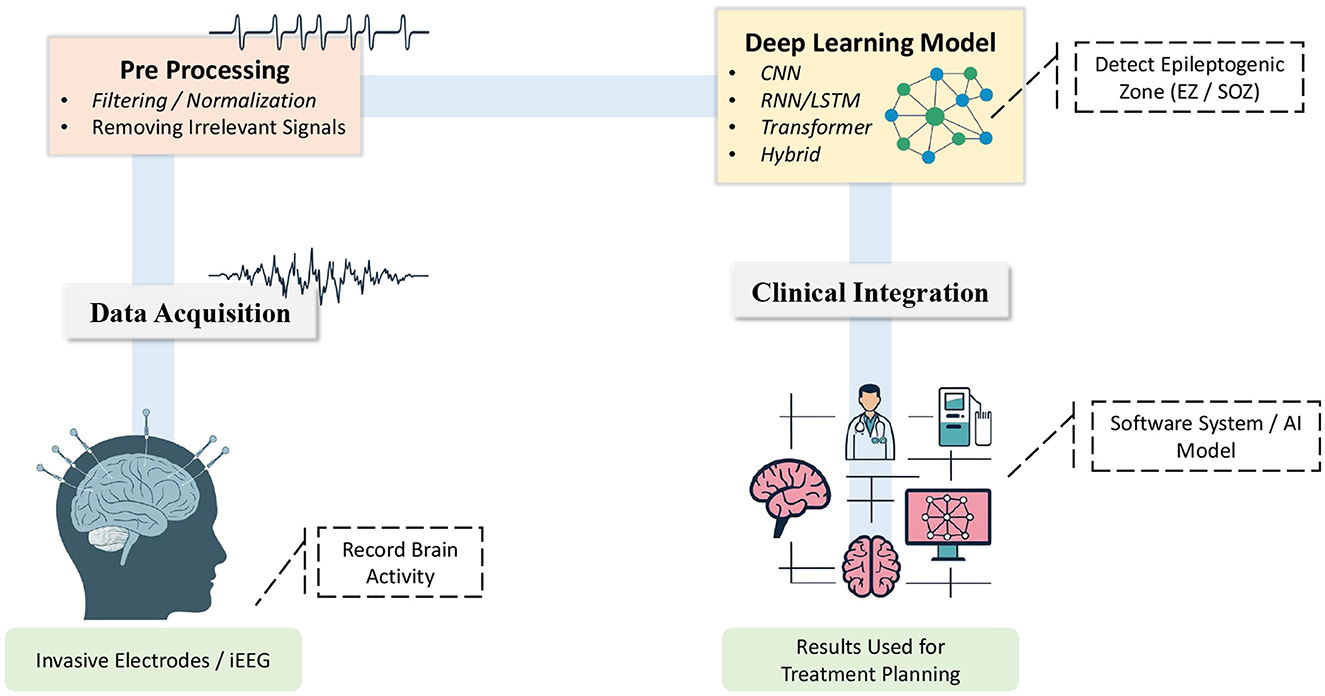 Pre Processing
• Filtering / Normalization
• Removing Irrelevant Signals
Deep Learning Model
• CNN
• RNN/LSTM
• Transformer
• Hybrid
Detect Epileptogenic
Zone (EZ / SOZ)
Data Acquisition
Clinical Integration
Software System / AI
Model
Record Brain
Activity
Invasive Electrodes / iEEG
Results Used for
Treatment Planning